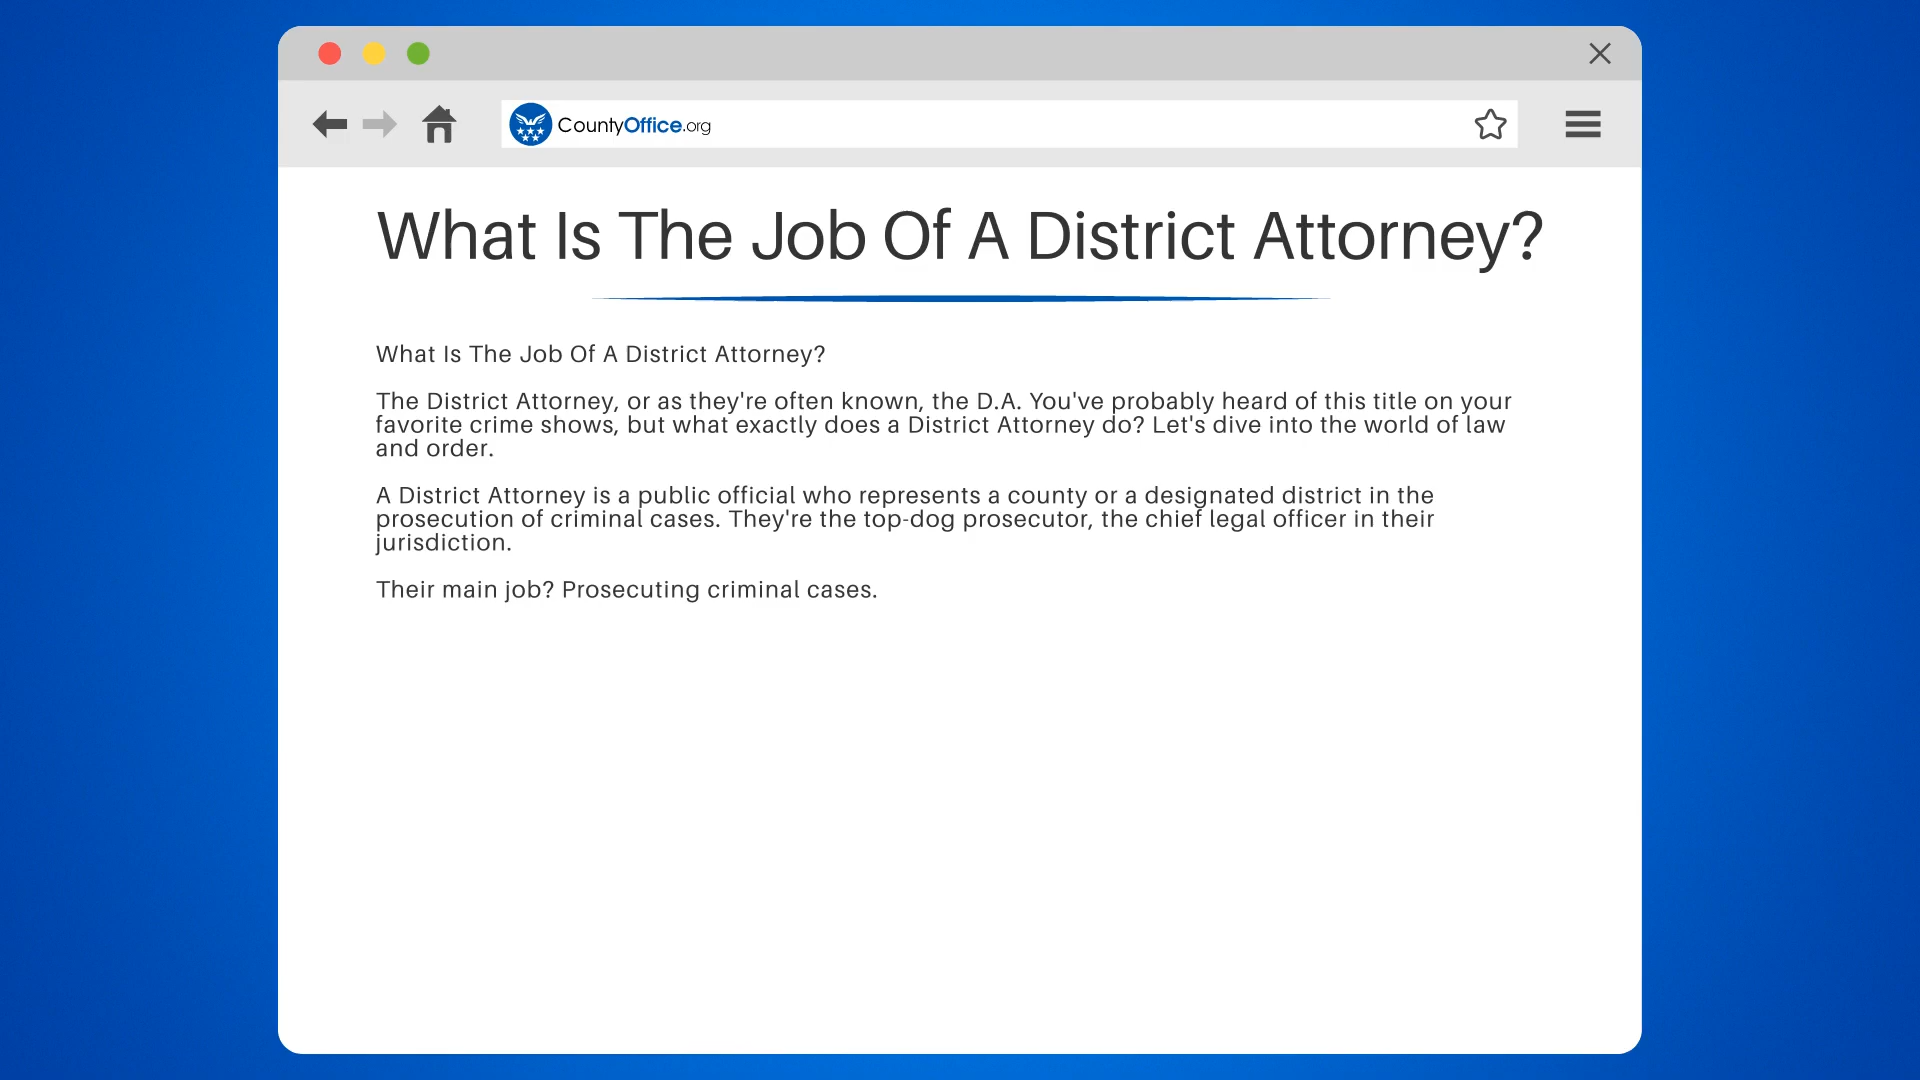 CountyOffice.org
What Is The Job Of A District Attorney?
What Is The Job Of A District Attorney?
The District Attorney, or as they're often known, the D.A. You've probably heard of this title on your
favorite crime shows, but what exactly does a District Attorney do? Let's dive into the world of law
and order.
A District Attorney is a public official who represents a county or a designated district in the
prosecution of criminal cases. They're the top-dog prosecutor, the chief legal officer in their
jurisdiction.
Their main job? Prosecuting criminal cases.